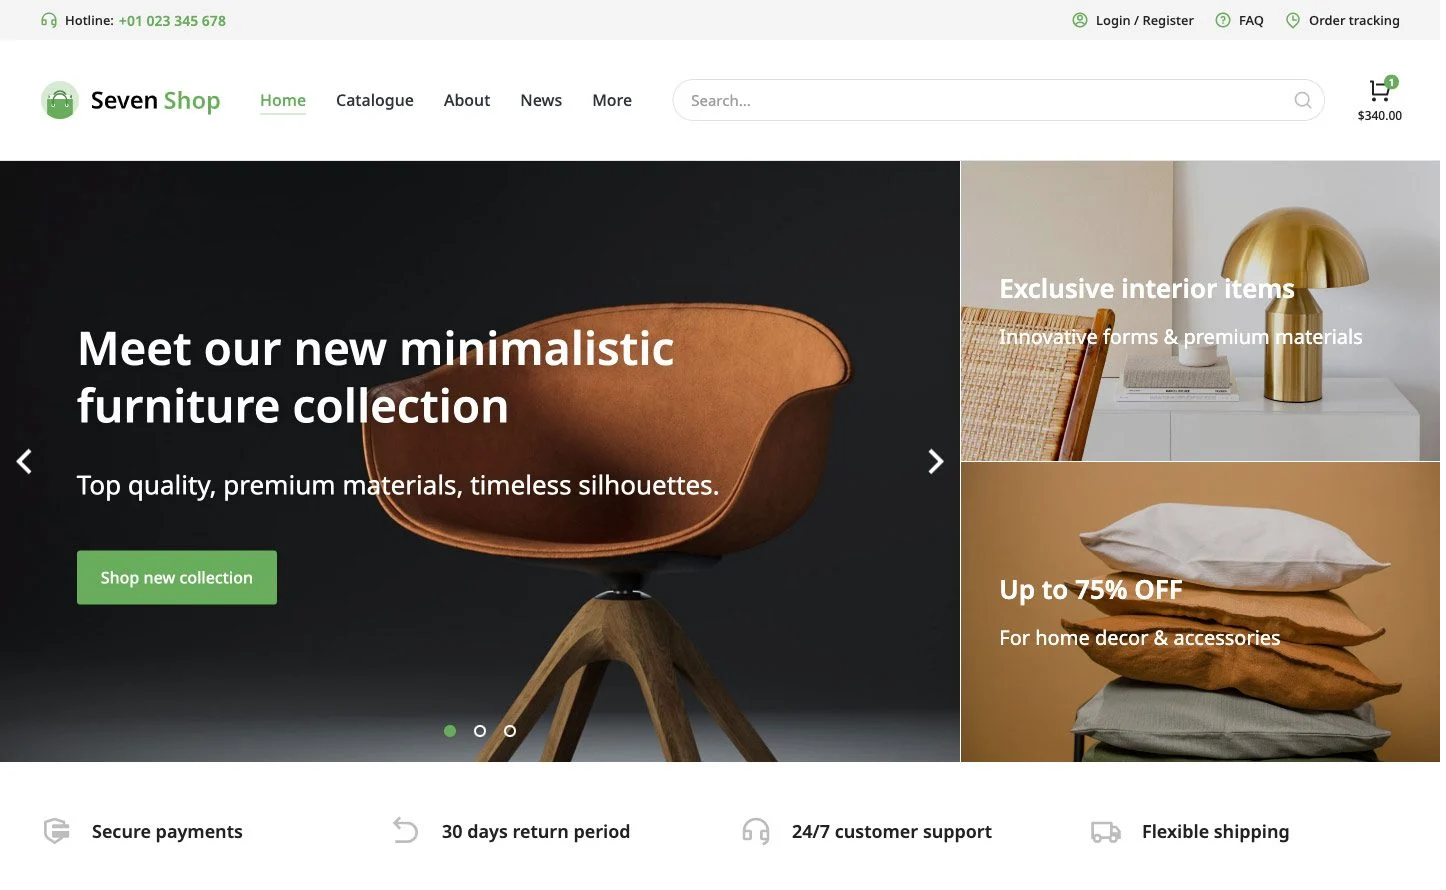 Hotline: +01 023 345 678
Login / Register
FAQ
Order tracking
Seven Shop
Home
Catalogue
About
News
More
Search...
1
$340.00
Meet our new minimalistic
furniture collection
Top quality, premium materials, timeless silhouettes.
Shop new collection
Exclusive interior items
Innovative forms & premium materials
Up to 75% OFF
For home decor & accessories
Secure payments
30 days return period
24/7 customer support
Flexible shipping